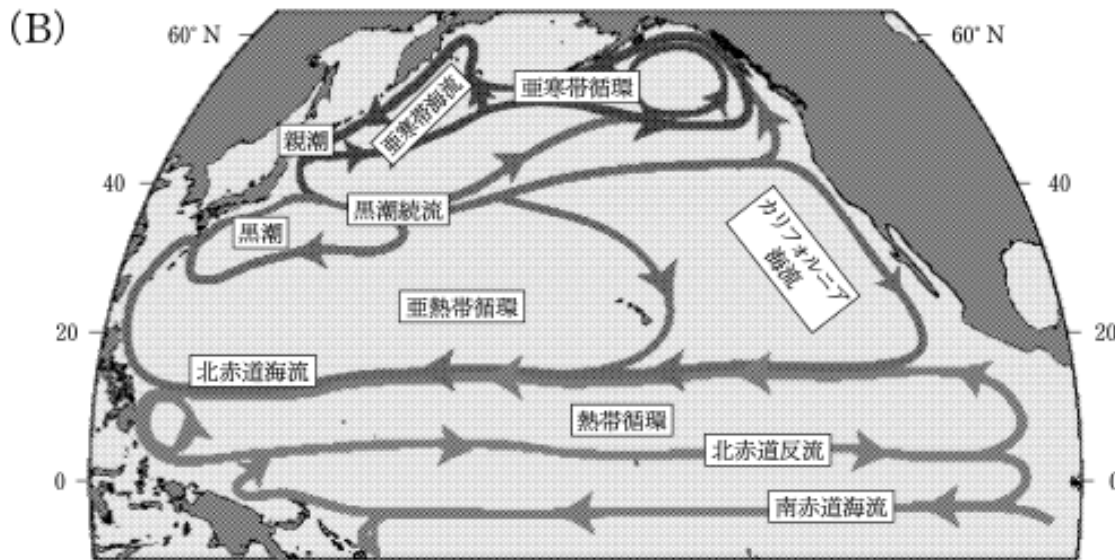 (B)
60° N
60° N
亜寒帯循環
亜寒帯海流
親潮
40
40
黒潮続流
黒潮
カリフォルニア
海流
亜熱帯循環
20
20
北赤道海流
熱帯循環
北赤道反流
0
0
南赤道海流